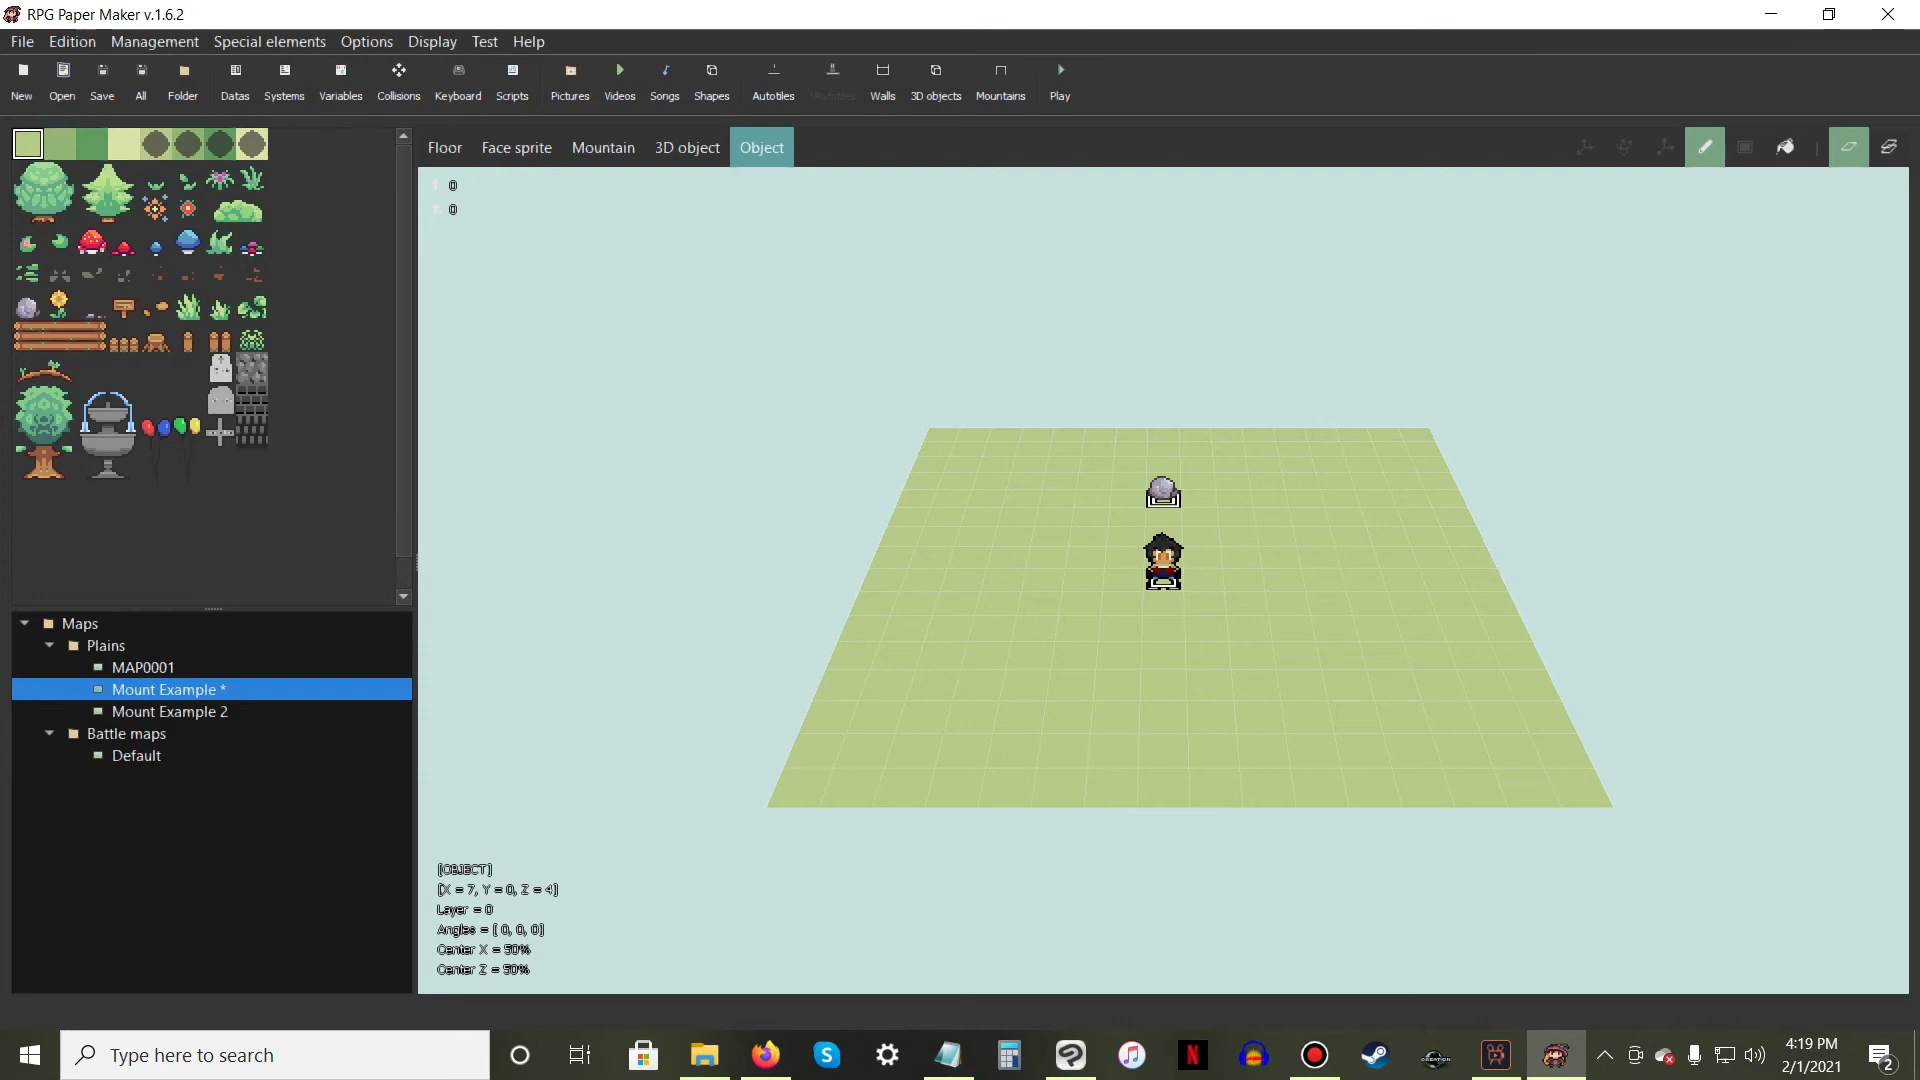 RPG Paper Maker v.1.6.2
File Edition Management Special elements Options Display Test Help
New Open Save All Folder Datas Systems Variables Collisions Keyboard Scripts Pictures Videos Songs Shapes Autotiles Walls 3D objects Mountains Play
Floor Face sprite Mountain 3D object Object
0
0
Maps
Plains
MAP0001
Mount Example *
Mount Example 2
Battle maps
Default
[OBJECT]
[X = 7, Y = 0, Z = 4]
Layer = 0
Angles = [ 0, 0, 0]
Center X = 50%
Center Z = 50%
Type here to search
4:19 PM
2/1/2021
2